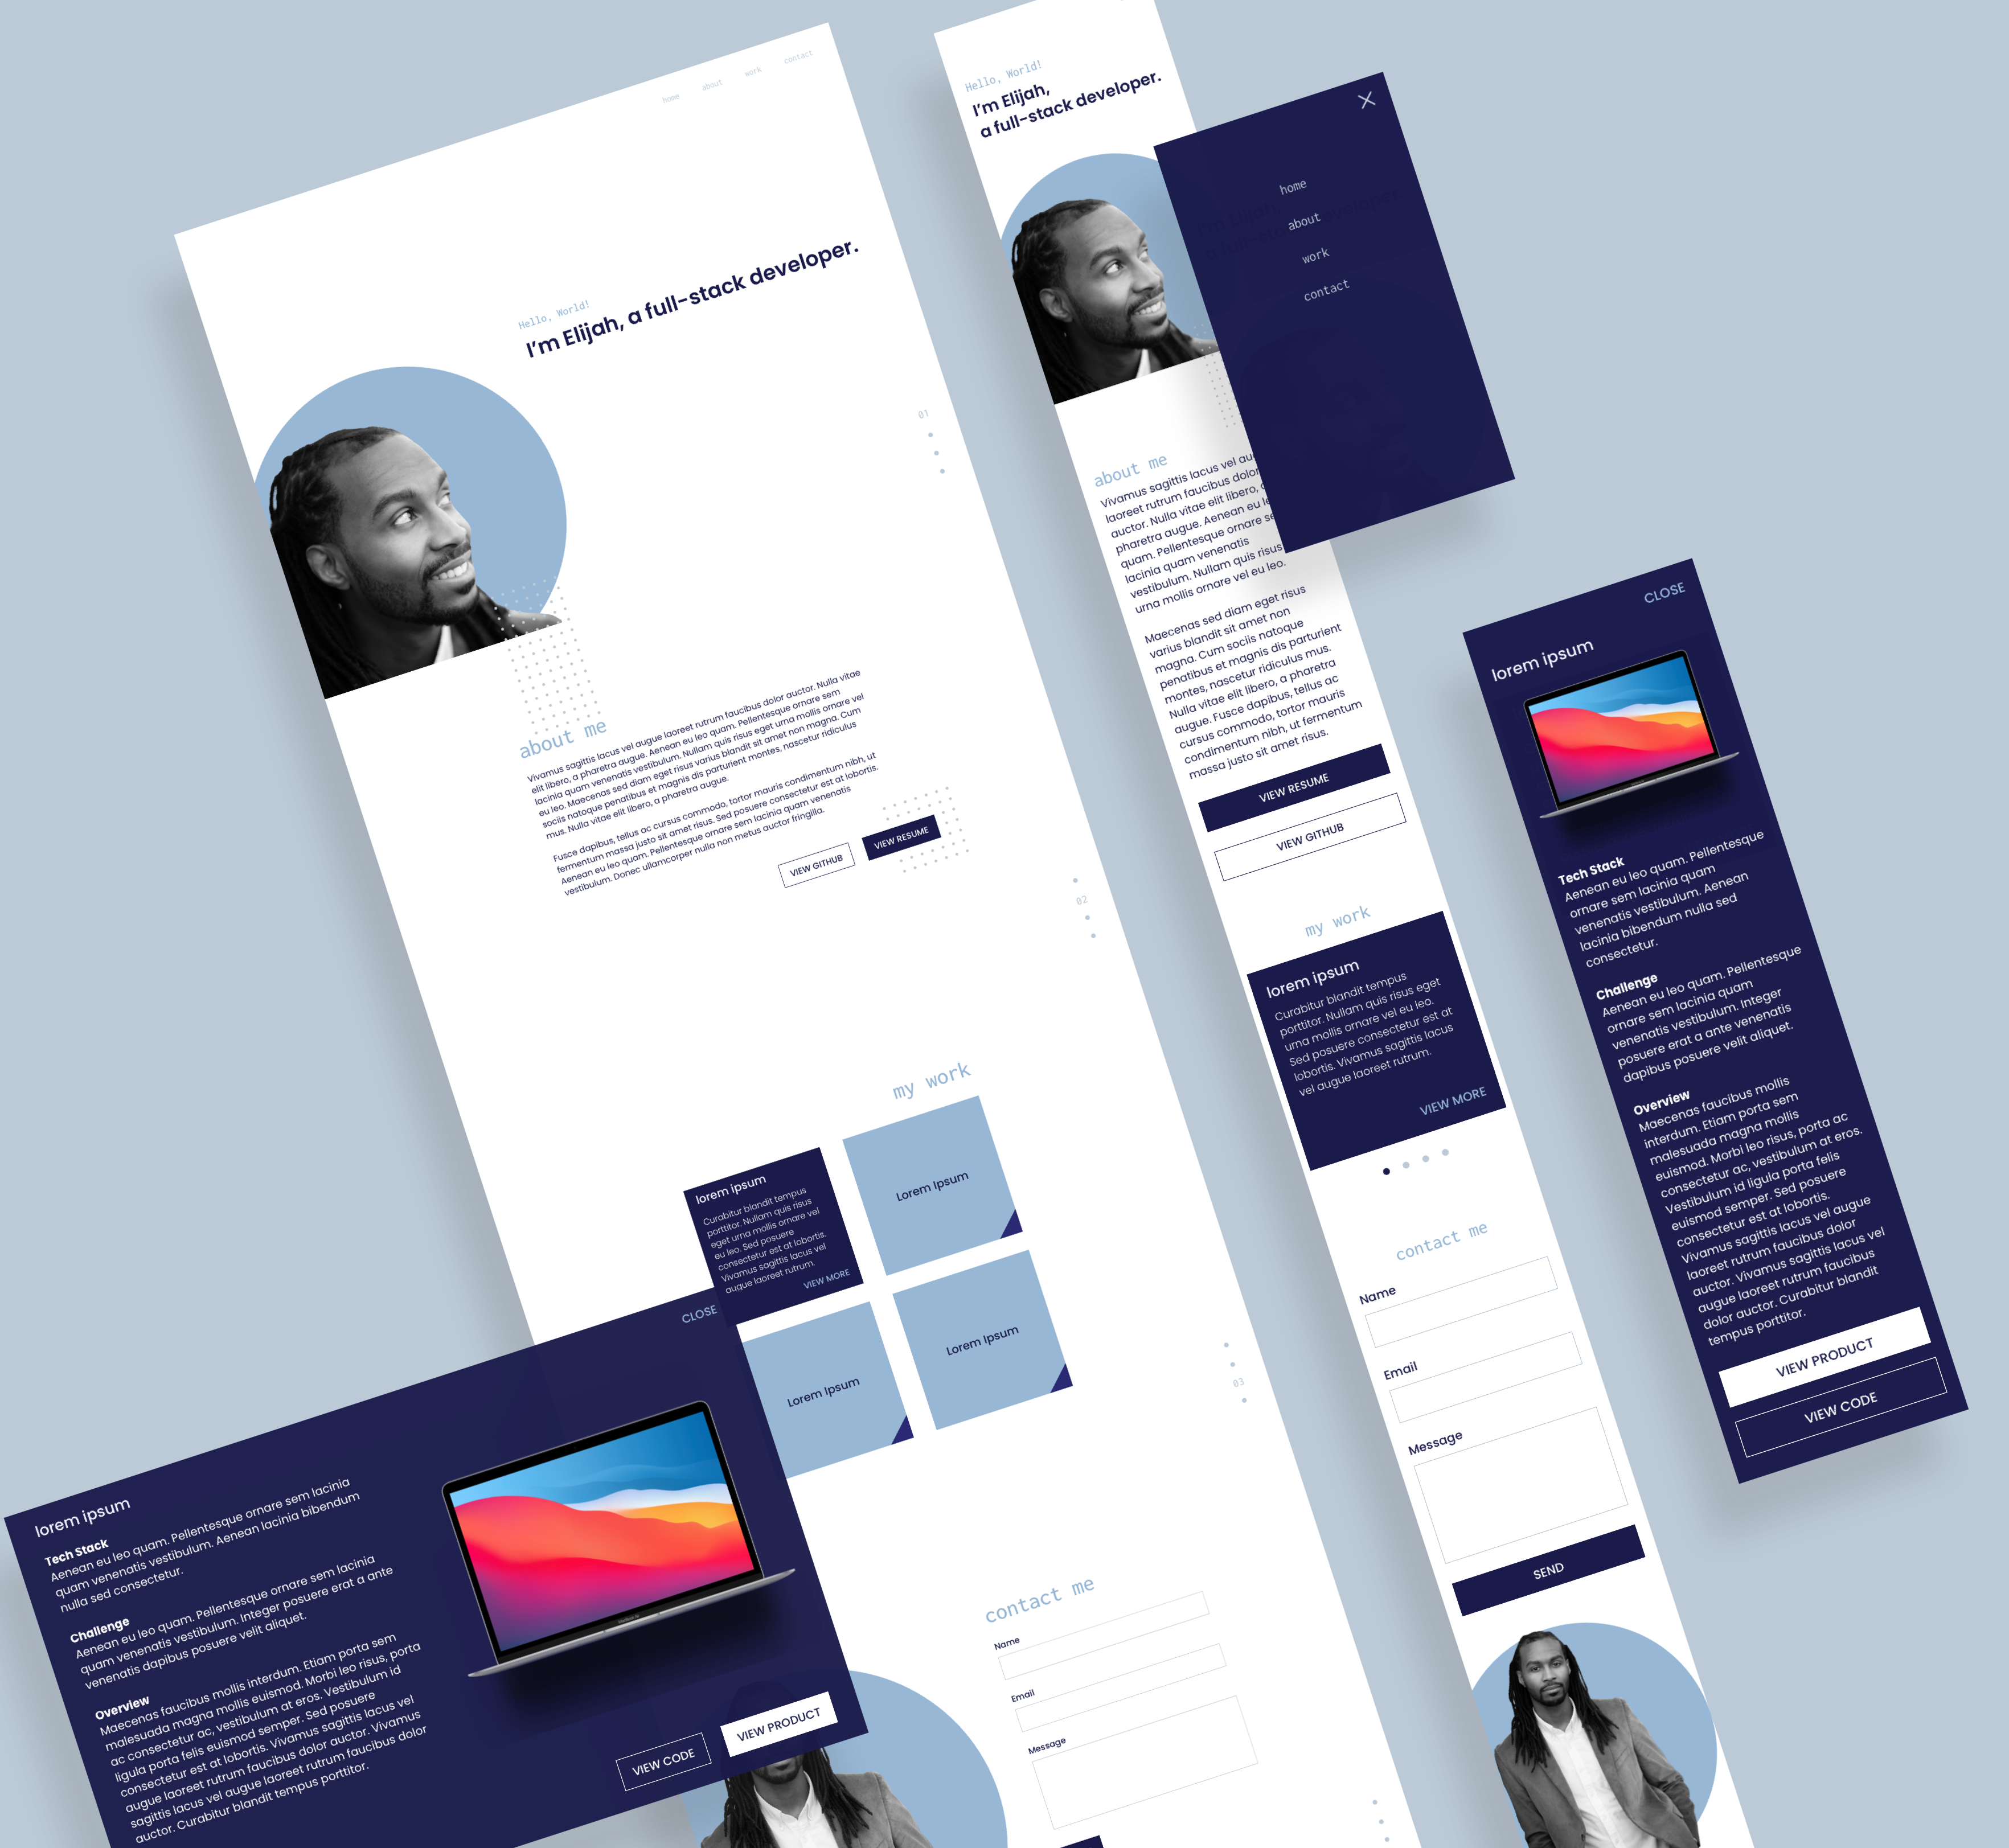 home
about
work
contact
Hello, World!
I'm Elijah, a full-stack developer.
01
about me
Vivamus sagittis lacus vel augue laoreet rutrum faucibus dolor auctor. Nulla vitae
elit libero, a pharetra augue. Aenean eu leo quam. Pellentesque ornare sem
lacinia quam venenatis vestibulum. Nullam quis risus eget urna mollis ornare vel
eu leo. Maecenas sed diam eget risus varius blandit sit amet non magna. Cum
sociis natoque penatibus et magnis dis parturient montes, nascetur ridiculus
mus. Nulla vitae elit libero, a pharetra augue.
Fusce dapibus, tellus ac cursus commodo, tortor mauris condimentum nibh, ut
fermentum massa justo sit amet risus. Sed posuere consectetur est at lobortis.
Aenean eu leo quam. Pellentesque ornare sem lacinia quam venenatis
vestibulum. Donec ullamcorper nulla non metus auctor fringilla.
VIEW GITHUB
VIEW RESUME
02
my work
lorem ipsum
Curabitur blandit tempus
porttitor. Nullam quis risus
eget urna mollis ornare vel
eu leo. Sed posuere
consectetur est at lobortis.
Vivamus sagittis lacus vel
augue laoreet rutrum.
VIEW MORE
Lorem Ipsum
Lorem Ipsum
Lorem Ipsum
03
contact me
Name
Email
Message
CLOSE
lorem ipsum
Tech Stack
Aenean eu leo quam. Pellentesque ornare sem lacinia
quam venenatis vestibulum. Aenean lacinia bibendum
nulla sed consectetur.
Challenge
Aenean eu leo quam. Pellentesque ornare sem lacinia
quam venenatis vestibulum. Integer posuere erat a ante
venenatis dapibus posuere velit aliquet.
Overview
Maecenas faucibus mollis interdum. Etiam porta sem
malesuada magna mollis euismod. Morbi leo risus, porta
ac consectetur ac, vestibulum at eros. Vestibulum id
ligula porta felis euismod semper. Sed posuere
consectetur est at lobortis. Vivamus sagittis lacus vel
augue laoreet rutrum faucibus dolor auctor. Vivamus
sagittis lacus vel augue laoreet rutrum faucibus dolor
auctor. Curabitur blandit tempus porttitor.
VIEW CODE
VIEW PRODUCT
Hello, World!
I'm Elijah,
a full-stack developer.
about me
Vivamus sagittis lacus vel
laoreet rutrum faucibus dolor
auctor. Nulla vitae elit libero,
pharetra augue. Aenean eu
quam. Pellentesque ornare
lacinia quam venenatis
vestibulum. Nullam quis risus
urna mollis ornare vel eu leo.
Maecenas sed diam eget risus
varius blandit sit amet non
magna. Cum sociis natoque
penatibus et magnis dis parturient
montes, nascetur ridiculus mus.
Nulla vitae elit libero, a pharetra
augue. Fusce dapibus, tellus ac
cursus commodo, tortor mauris
condimentum nibh, ut fermentum
massa justo sit amet risus.
VIEW RESUME
VIEW GITHUB
my work
lorem ipsum
Curabitur blandit tempus
porttitor. Nullam quis risus eget
urna mollis ornare vel eu leo.
Sed posuere consectetur est at
lobortis. Vivamus sagittis lacus
vel augue laoreet rutrum.
VIEW MORE
contact me
Name
Email
Message
SEND
home
about
work
contact
CLOSE
lorem ipsum
Tech Stack
Aenean eu leo quam. Pellentesque
ornare sem lacinia quam
venenatis vestibulum. Aenean
lacinia bibendum nulla sed
consectetur.
Challenge
Aenean eu leo quam. Pellentesque
ornare sem lacinia quam
venenatis vestibulum. Integer
posuere erat a ante venenatis
dapibus posuere velit aliquet.
Overview
Maecenas faucibus mollis
interdum. Etiam porta sem
malesuada magna mollis
euismod. Morbi leo risus, porta ac
consectetur ac, vestibulum at eros.
Vestibulum id ligula porta felis
euismod semper. Sed posuere
consectetur est at lobortis.
Vivamus sagittis lacus vel augue
laoreet rutrum faucibus dolor
auctor. Vivamus sagittis lacus vel
augue laoreet rutrum faucibus
dolor auctor. Curabitur blandit
tempus porttitor.
VIEW PRODUCT
VIEW CODE